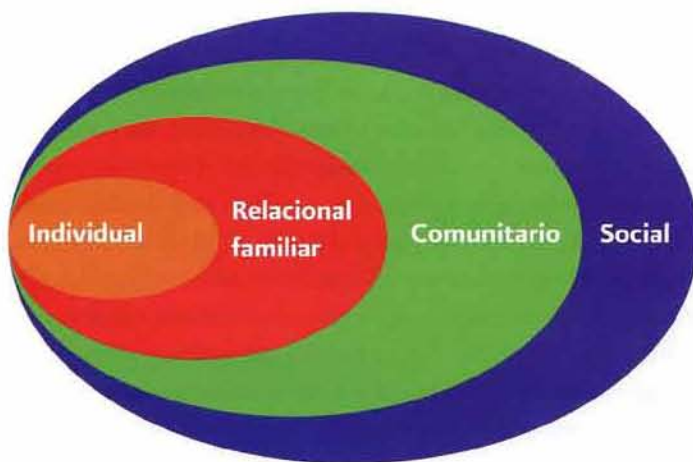 Individual
Relacional
familiar
Comunitario
Social